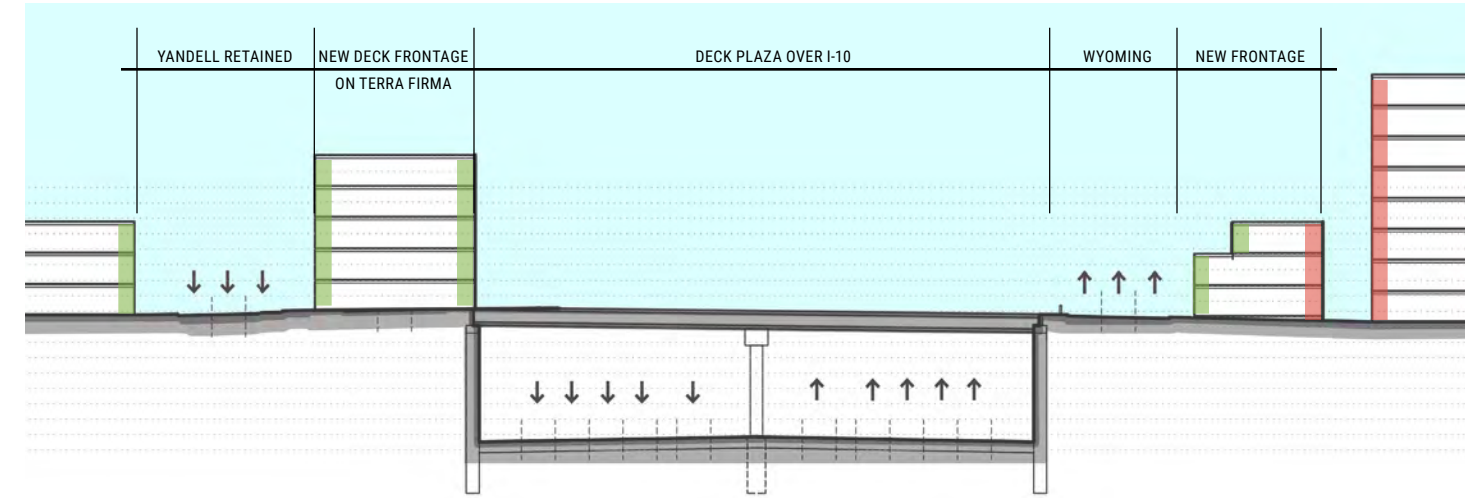 YANDELL RETAINED
NEW DECK FRONTAGE
ON TERRA FIRMA
DECK PLAZA OVER I-10
WYOMING
NEW FRONTAGE